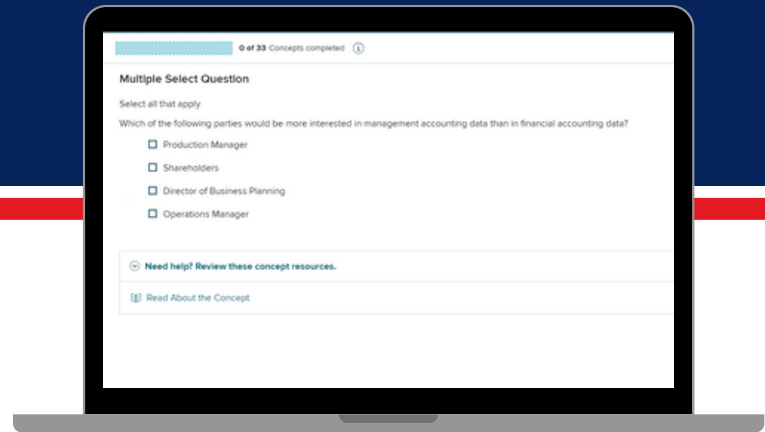 0 of 33 Concepts completed
Multiple Select Question
Select all that apply
Which of the following parties would be more interested in management accounting data than in financial accounting data?
Production Manager
Shareholders
Director of Business Planning
Operations Manager
Need help? Review these concept resources.
Read About the Concept